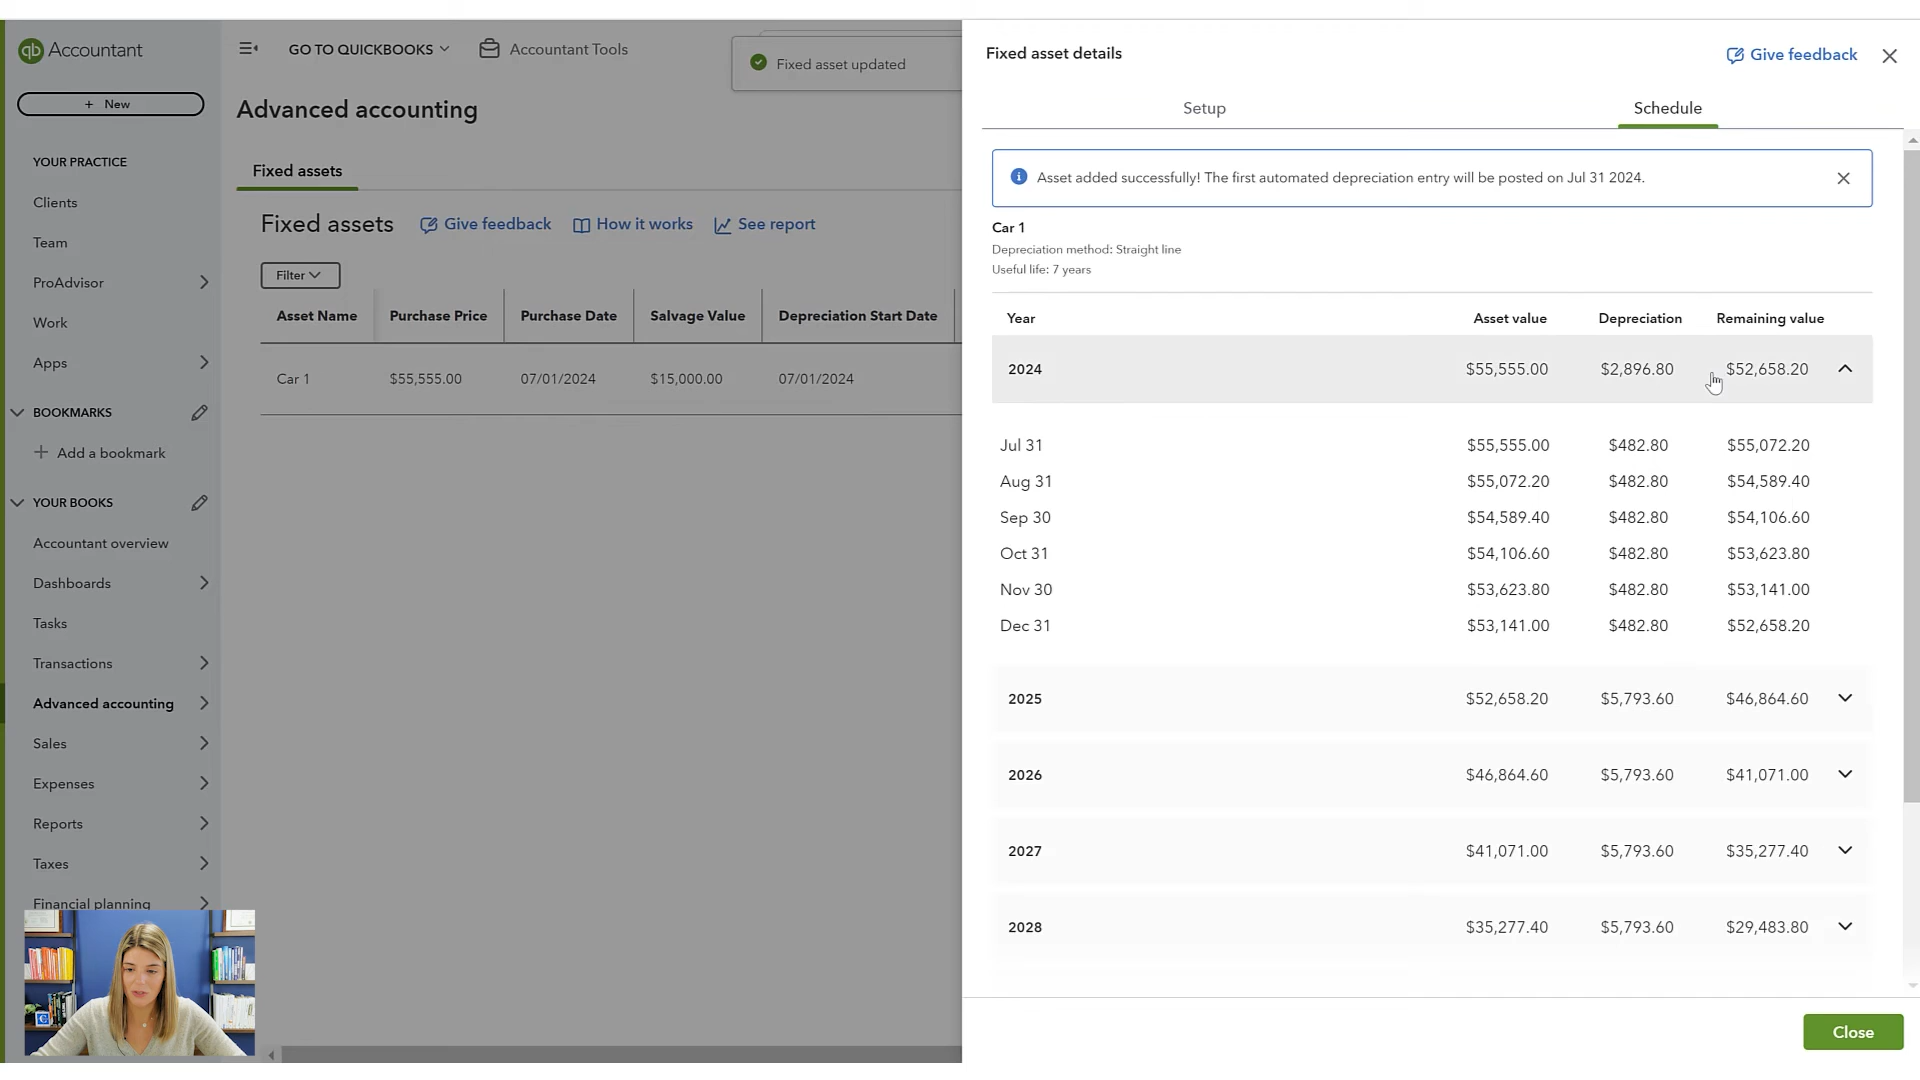 qb Accountant
+ New
YOUR PRACTICE
Clients
Team
ProAdvisor
Work
Apps
BOOKMARKS
Add a bookmark
YOUR BOOKS
Accountant overview
Dashboards
Tasks
Transactions
Advanced accounting
Sales
Expenses
Reports
Taxes
Financial planning
GO TO QUICKBOOKS
Accountant Tools
Fixed asset updated
Advanced accounting
Fixed assets
Fixed assets Give feedback How it works See report
Filter
Asset Name Purchase Price Purchase Date Salvage Value Depreciation Start Date
Car 1 $55,555.00 07/01/2024 $15,000.00 07/01/2024
Fixed asset details
Give feedback
Setup Schedule
Asset added successfully! The first automated depreciation entry will be posted on Jul 31 2024.
Car 1
Depreciation method: Straight line
Useful life: 7 years
Year Asset value Depreciation Remaining value
2024 $55,555.00 $2,896.80 $52,658.20
Jul 31 $55,555.00 $482.80 $55,072.20
Aug 31 $55,072.20 $482.80 $54,589.40
Sep 30 $54,589.40 $482.80 $54,106.60
Oct 31 $54,106.60 $482.80 $53,623.80
Nov 30 $53,623.80 $482.80 $53,141.00
Dec 31 $53,141.00 $482.80 $52,658.20
2025 $52,658.20 $5,793.60 $46,864.60
2026 $46,864.60 $5,793.60 $41,071.00
2027 $41,071.00 $5,793.60 $35,277.40
2028 $35,277.40 $5,793.60 $29,483.80
Close